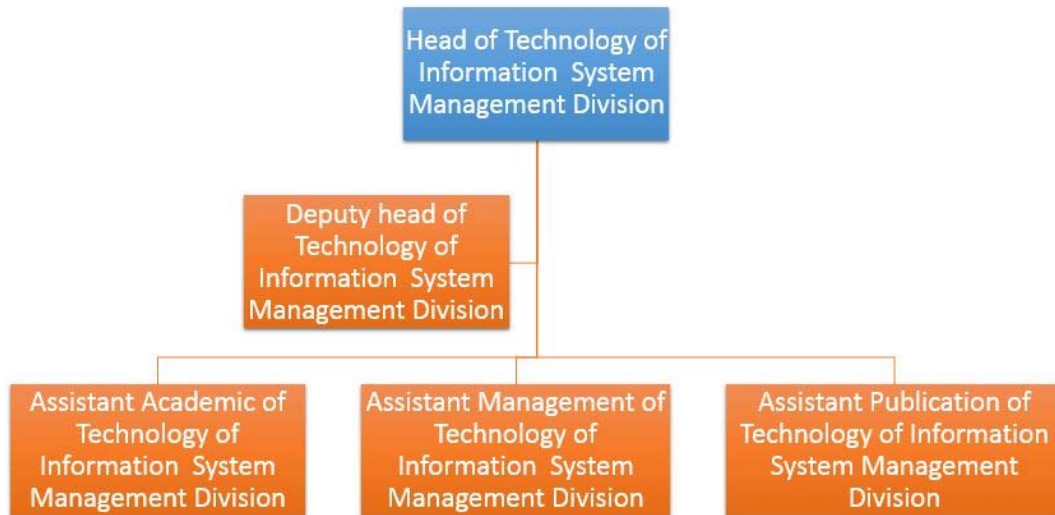 Head of Technology of
Information System
Management Division
Deputy head of
Technology of
Information System
Management Division
Assistant Academic of
Technology of
Information System
Management Division
Assistant Management of
Technology of
Information System
Management Division
Assistant Publication of
Technology of Information
System Management
Division